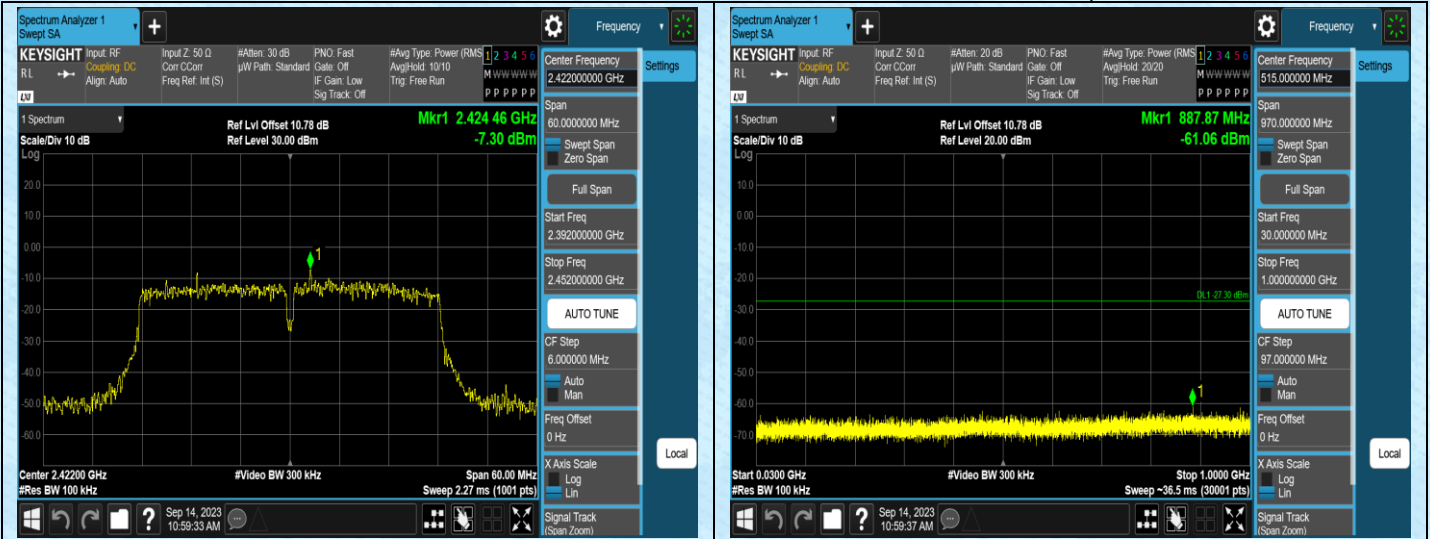 Spectrum Analyzer 1
Swept SA
+
Frequency
KEYSIGHT
RL
LXI
Input: RF
Coupling: DC
Align: Auto
Input Z: 50 Ω
Corr CCorr
Freq Ref: Int (S)
#Atten: 30 dB
µW Path: Standard
PNO: Fast
Gate: Off
IF Gain: Low
Sig Track: Off
#Avg Type: Power (RMS
Avg|Hold: 10/10
Trig: Free Run
1 2 3 4 5 6
M W W W W W
P P P P P P
Center Frequency
2.422000000 GHz
Settings
Span
60.0000000 MHz
Swept Span
Zero Span
Full Span
Start Freq
2.392000000 GHz
Stop Freq
2.452000000 GHz
AUTO TUNE
CF Step
6.000000 MHz
Auto
Man
Freq Offset
0 Hz
X Axis Scale
Log
Lin
Signal Track
(Span Zoom)
Local
1 Spectrum
Scale/Div 10 dB
Log
Ref Lvl Offset 10.78 dB
Ref Level 30.00 dBm
Mkr1 2.424 46 GHz
-7.30 dBm
20.0
10.0
0.00
-10.0
-20.0
-30.0
-40.0
-50.0
-60.0
1
Center 2.42200 GHz
#Res BW 100 kHz
#Video BW 300 kHz
Span 60.00 MHz
Sweep 2.27 ms (1001 pts)
?
Sep 14, 2023
10:59:33 AM
Spectrum Analyzer 1
Swept SA
+
Frequency
KEYSIGHT
RL
LXI
Input: RF
Coupling: DC
Align: Auto
Input Z: 50 Ω
Corr CCorr
Freq Ref: Int (S)
#Atten: 20 dB
µW Path: Standard
PNO: Fast
Gate: Off
IF Gain: Low
Sig Track: Off
#Avg Type: Power (RMS
Avg|Hold: 20/20
Trig: Free Run
1 2 3 4 5 6
M W W W W W
P P P P P P
Center Frequency
515.000000 MHz
Settings
Span
970.000000 MHz
Swept Span
Zero Span
Full Span
Start Freq
30.000000 MHz
Stop Freq
1.000000000 GHz
AUTO TUNE
CF Step
97.000000 MHz
Auto
Man
Freq Offset
0 Hz
X Axis Scale
Log
Lin
Signal Track
(Span Zoom)
Local
1 Spectrum
Scale/Div 10 dB
Log
Ref Lvl Offset 10.78 dB
Ref Level 20.00 dBm
Mkr1 887.87 MHz
-61.06 dBm
10.0
0.00
-10.0
-20.0
-30.0
-40.0
-50.0
-60.0
-70.0
DL1 -27.30 dBm
1
Start 0.0300 GHz
#Res BW 100 kHz
#Video BW 300 kHz
Stop 1.0000 GHz
Sweep ~36.5 ms (30001 pts)
?
Sep 14, 2023
10:59:37 AM